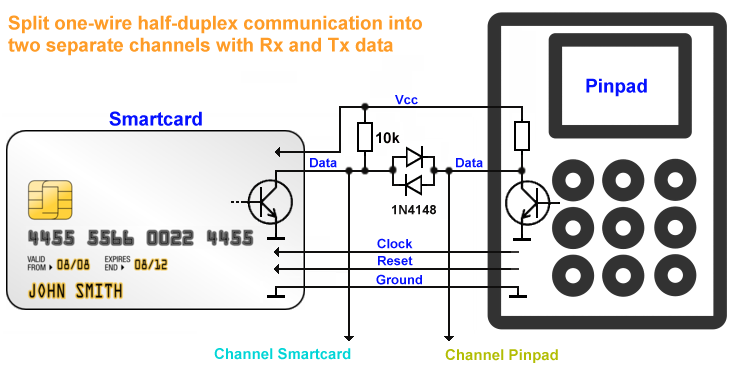 Split one-wire half-duplex communication into
two separate channels with Rx and Tx data
Smartcard
Vcc
Pinpad
10k
Data
Data
1N4148
4455 5566 0022 4455
VALID FROM ▸ 08/08 EXPIRES END ▸ 08/12
JOHN SMITH
Clock
Reset
Ground
Channel Smartcard
Channel Pinpad